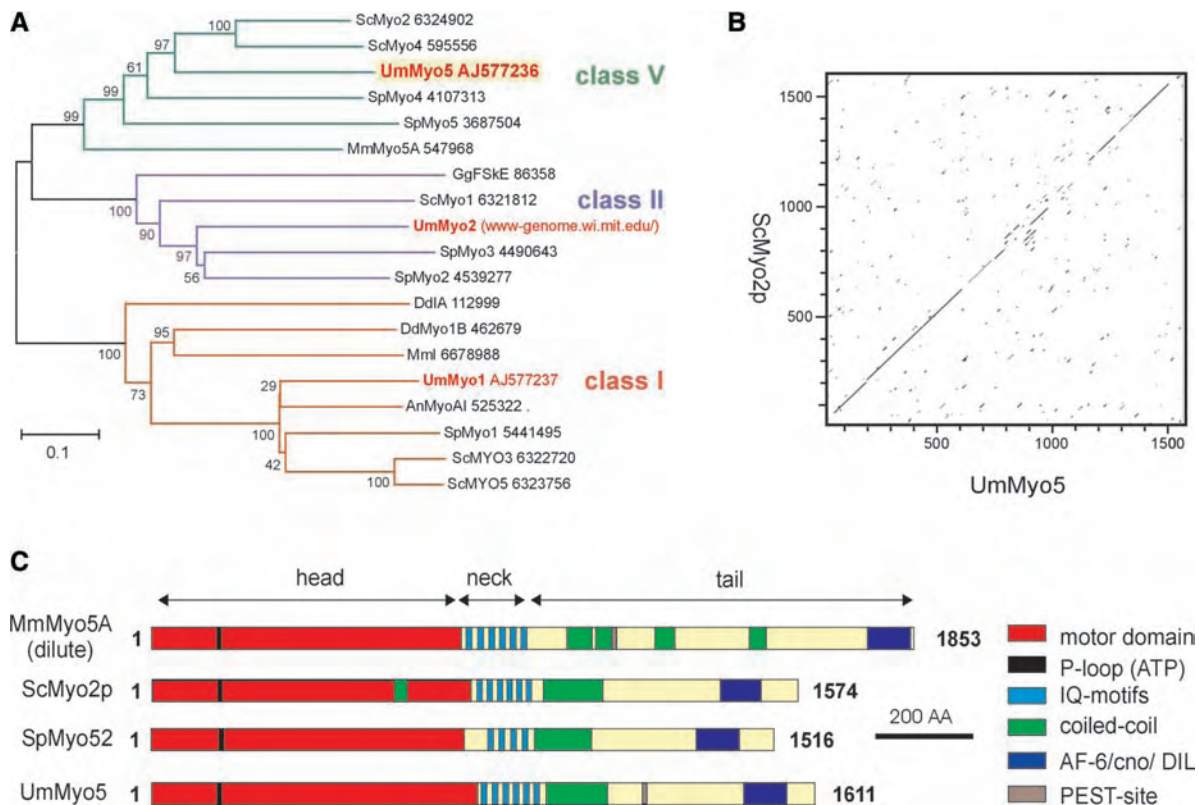 A
ScMyo2 6324902
100
ScMyo4 595556
97
UmMyo5 AJ577236
class V
61
SpMyo4 4107313
99
SpMyo5 3687504
99
MmMyo5A 547968
GgFSkE 86358
100
ScMyo1 6321812
class II
90
UmMyo2 (www-genome.wi.mit.edu/)
97
SpMyo3 4490643
56
SpMyo2 4539277
DdIA 112999
95
DdMyo1B 462679
100
MmI 6678988
73
29
UmMyo1 AJ577237
class I
AnMyoAI 525322 .
100
SpMyo1 5441495
42
ScMYO3 6322720
100
ScMYO5 6323756
0.1
B
1500
1000
500
ScMyo2p
500 1000 1500
UmMyo5
C
head neck tail
MmMyo5A
(dilute)
1 1853
ScMyo2p 1 1574
SpMyo52 1 1516
UmMyo5 1 1611
200 AA
motor domain
P-loop (ATP)
IQ-motifs
coiled-coil
AF-6/cno/ DIL
PEST-site